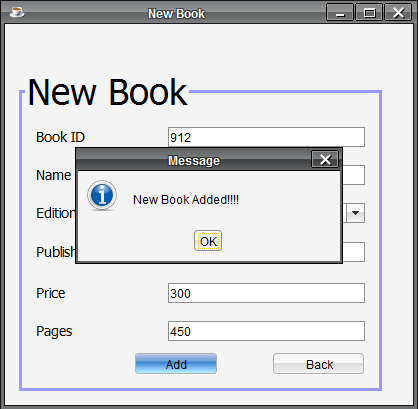 New Book
New Book
Book ID 912
Message
Name
New Book Added!!!!
Edition
OK
Publish
Price 300
Pages 450
Add Back